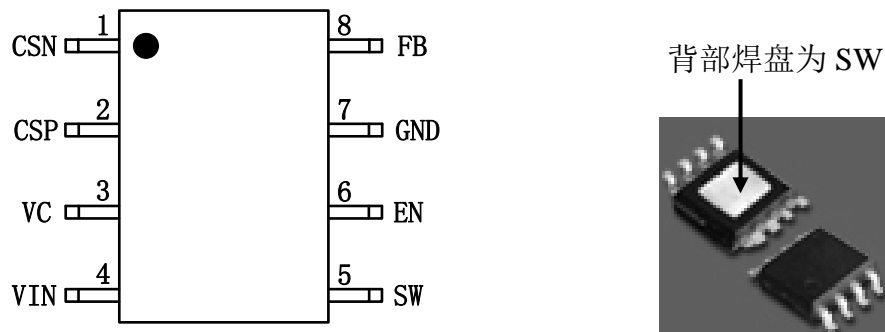 CSN 1 8 FB
CSP 2 7 GND
VC 3 6 EN
VIN 4 5 SW
背部焊盘为 SW